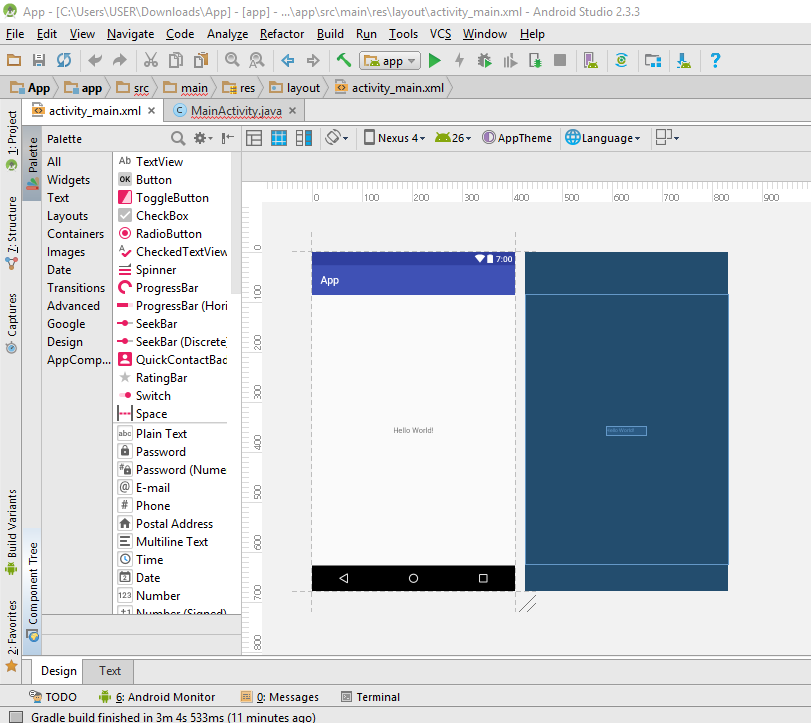 App - [C:\Users\USER\Downloads\App] - [app] - ...\app\src\main\res\layout\activity_main.xml - Android Studio 2.3.3
File Edit View Navigate Code Analyze Refactor Build Run Tools VCS Window Help
app
App app src main res layout activity_main.xml
activity_main.xml MainActivity.java
1: Project
7: Structure
Captures
Build Variants
2: Favorites
Palette
Component Tree
Palette
Nexus 4 26 AppTheme Language
All
Widgets
Text
Layouts
Containers
Images
Date
Transitions
Advanced
Google
Design
AppComp...
Ab TextView
OK Button
ToggleButton
CheckBox
RadioButton
CheckedTextView
Spinner
ProgressBar
ProgressBar (Hori
SeekBar
SeekBar (Discrete)
QuickContactBad
RatingBar
Switch
Space
abc Plain Text
Password
Password (Nume
@ E-mail
# Phone
Postal Address
Multiline Text
Time
Date
123 Number
±1 Number (Signed)
0 100 200 300 400 500 600 700 800 900
0
100
200
300
400
500
600
700
800
7:00
App
Hello World!
Hello World!
Design Text
TODO 6: Android Monitor 0: Messages Terminal
Gradle build finished in 3m 4s 533ms (11 minutes ago)